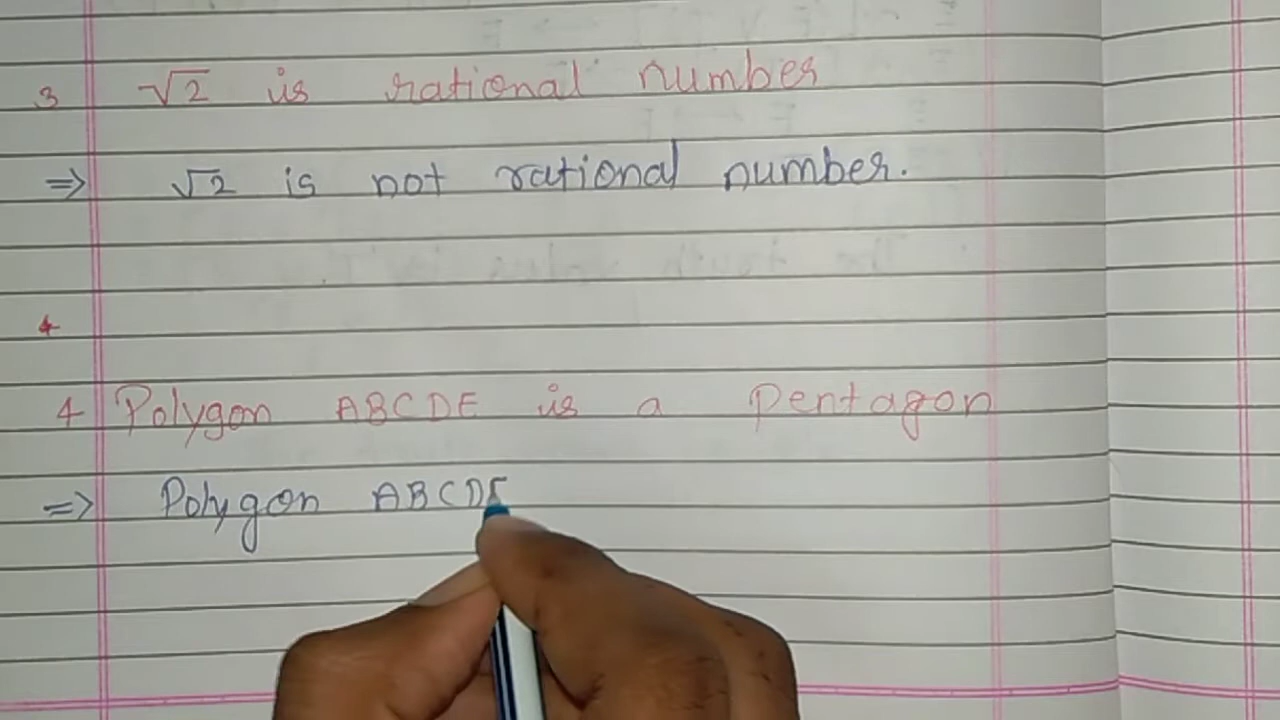 3 √2 is rational number
⇒ √2 is not rational number.
4
4 Polygon ABCDE is a Pentagon
⇒ Polygon ABCDE